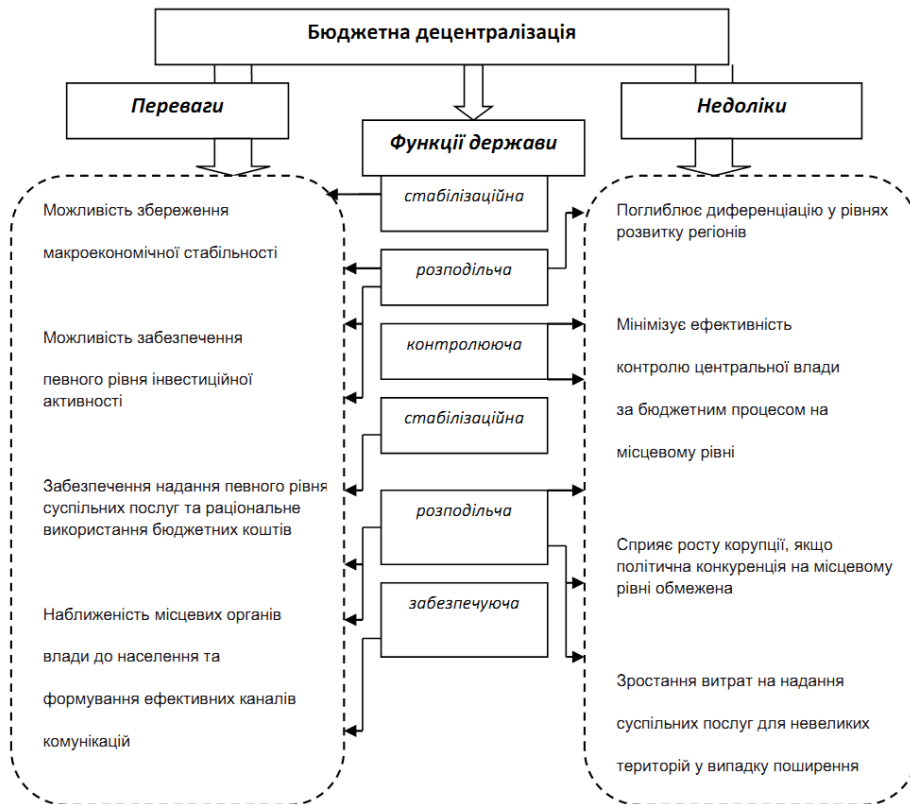 Бюджетна децентралізація
Переваги
Недоліки
Функції держави
Можливість збереження
макроекономічної стабільності
Можливість забезпечення
певного рівня інвестиційної
активності
Забезпечення надання певного рівня
суспільних послуг та раціональне
використання бюджетних коштів
Наближеність місцевих органів
влади до населення та
формування ефективних каналів
комунікацій
стабілізаційна
розподільча
контролююча
стабілізаційна
розподільча
забезпечуюча
Поглиблює диференціацію у рівнях
розвитку регіонів
Мінімізує ефективність
контролю центральної влади
за бюджетним процесом на
місцевому рівні
Сприяє росту корупції, якщо
політична конкуренція на місцевому
рівні обмежена
Зростання витрат на надання
суспільних послуг для невеликих
територій у випадку поширення